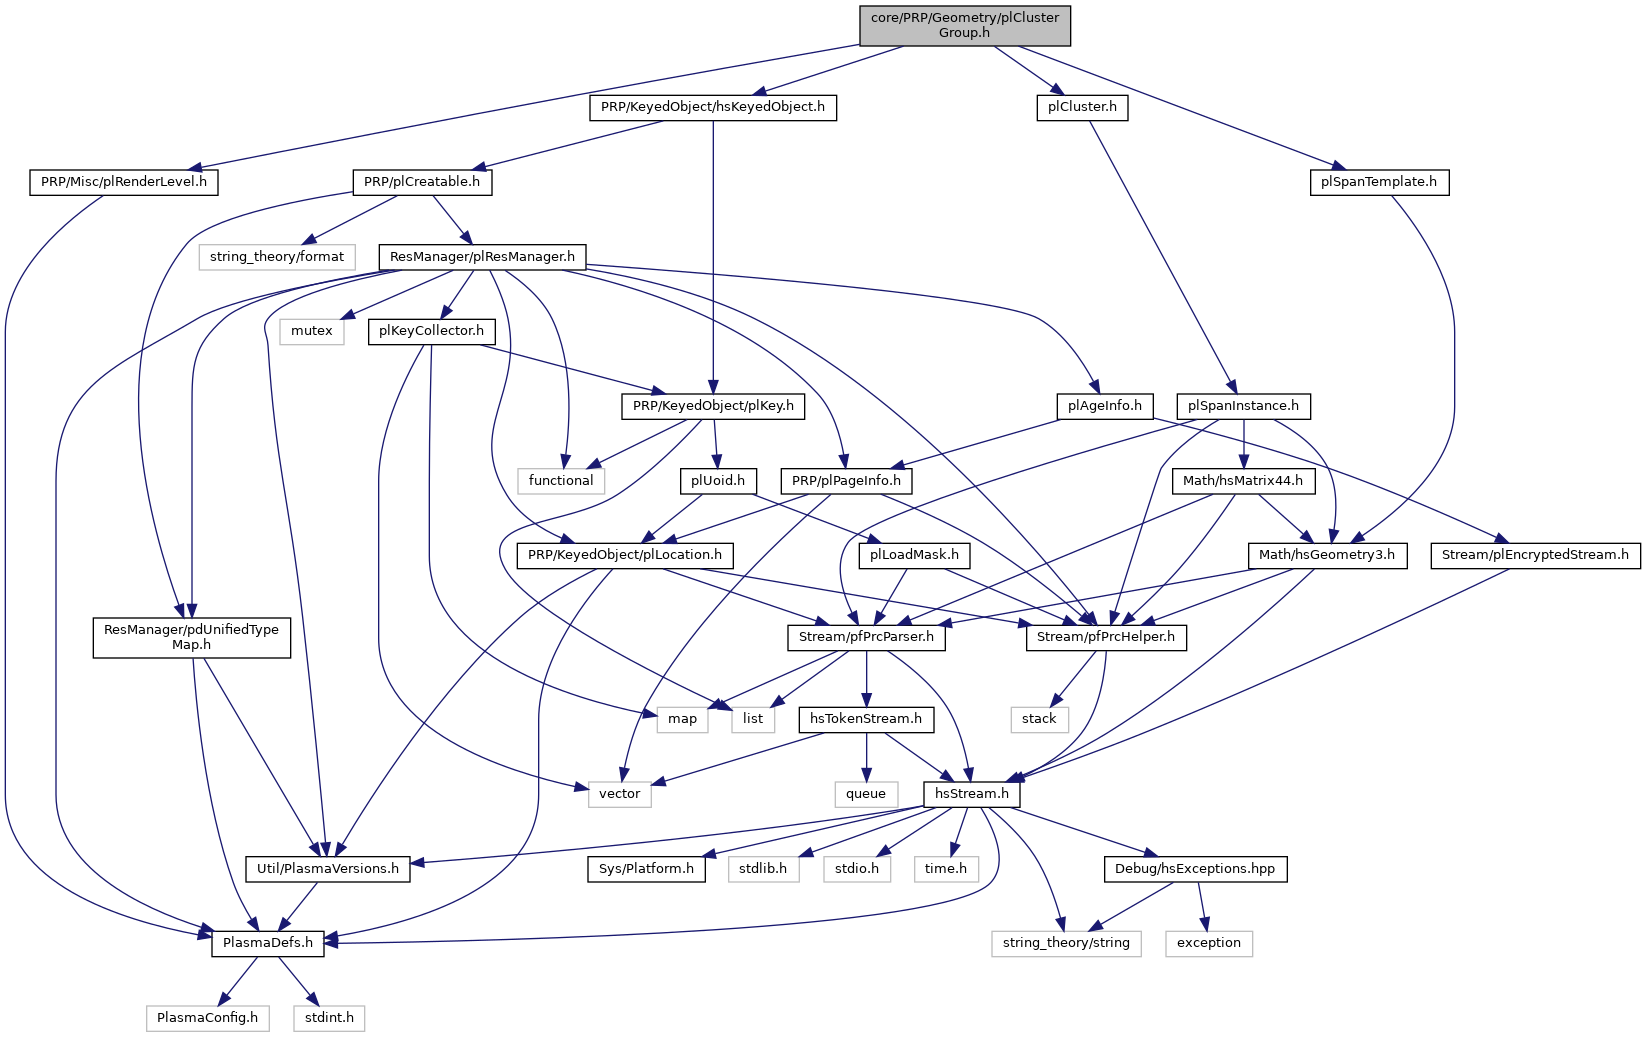 core/PRP/Geometry/plCluster
Group.h
PRP/KeyedObject/hsKeyedObject.h
plCluster.h
PRP/Misc/plRenderLevel.h
PRP/plCreatable.h
plSpanTemplate.h
string_theory/format
ResManager/plResManager.h
mutex
plKeyCollector.h
PRP/KeyedObject/plKey.h
plAgeInfo.h
plSpanInstance.h
functional
plUoid.h
PRP/plPageInfo.h
Math/hsMatrix44.h
PRP/KeyedObject/plLocation.h
plLoadMask.h
Math/hsGeometry3.h
Stream/plEncryptedStream.h
ResManager/pdUnifiedType
Map.h
Stream/pfPrcParser.h
Stream/pfPrcHelper.h
map
list
hsTokenStream.h
stack
vector
queue
hsStream.h
Util/PlasmaVersions.h
Sys/Platform.h
stdlib.h
stdio.h
time.h
Debug/hsExceptions.hpp
PlasmaDefs.h
string_theory/string
exception
PlasmaConfig.h
stdint.h